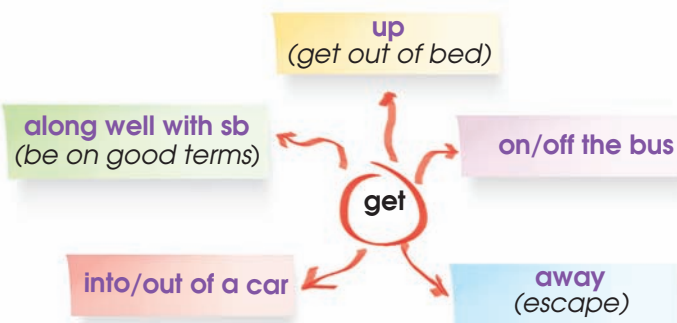 up
(get out of bed)
along well with sb
(be on good terms)
on/off the bus
get
into/out of a car
away
(escape)